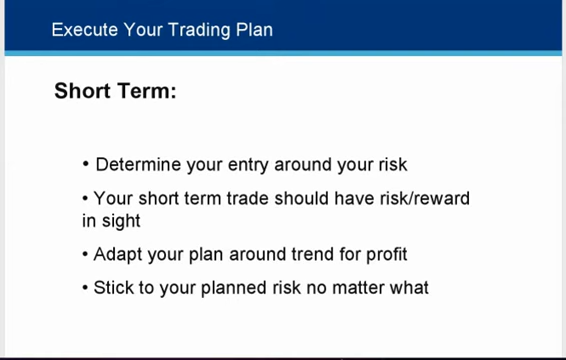 Execute Your Trading Plan
Short Term:
• Determine your entry around your risk
• Your short term trade should have risk/reward
in sight
• Adapt your plan around trend for profit
• Stick to your planned risk no matter what